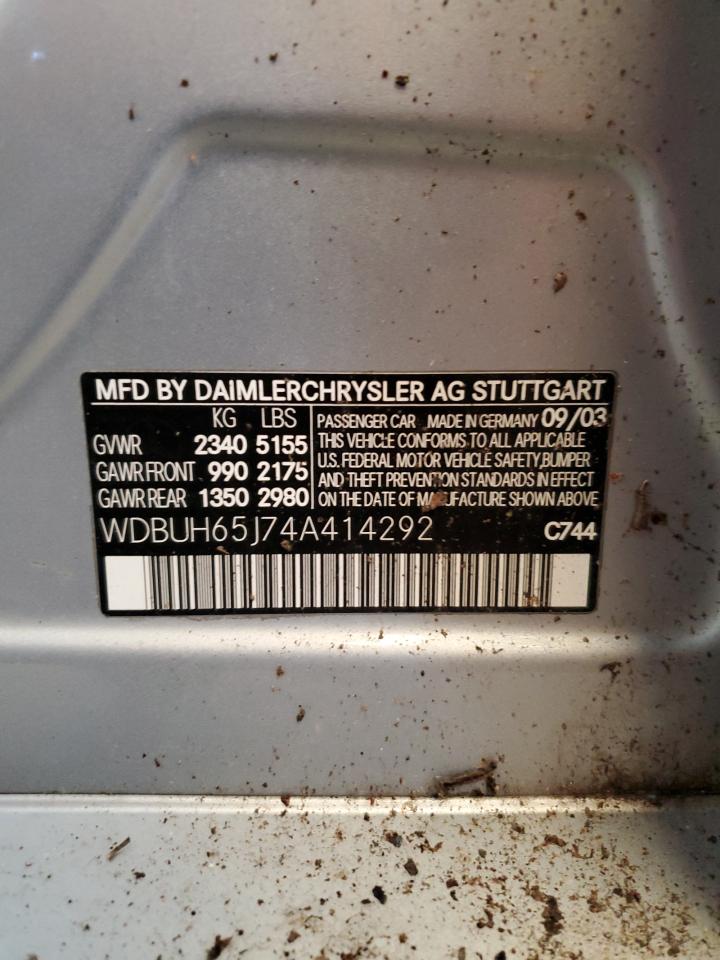 MFD BY DAIMLERCHRYSLER AG STUTTGART
KG LBS
GVWR 2340 5155
GAWR FRONT 990 2175
GAWR REAR 1350 2980
PASSENGER CAR MADE IN GERMANY 09/03
THIS VEHICLE CONFORMS TO ALL APPLICABLE
U.S. FEDERAL MOTOR VEHICLE SAFETY, BUMPER
AND THEFT PREVENTION STANDARDS IN EFFECT
ON THE DATE OF MANUFACTURE SHOWN ABOVE
WDBUH65J74A414292 C744